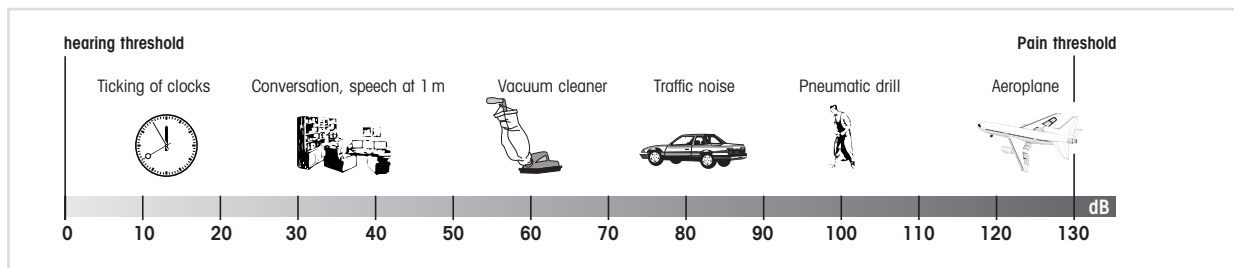 hearing threshold Pain threshold
Ticking of clocks Conversation, speech at 1 m Vacuum cleaner Traffic noise Pneumatic drill Aeroplane
dB
0 10 20 30 40 50 60 70 80 90 100 110 120 130